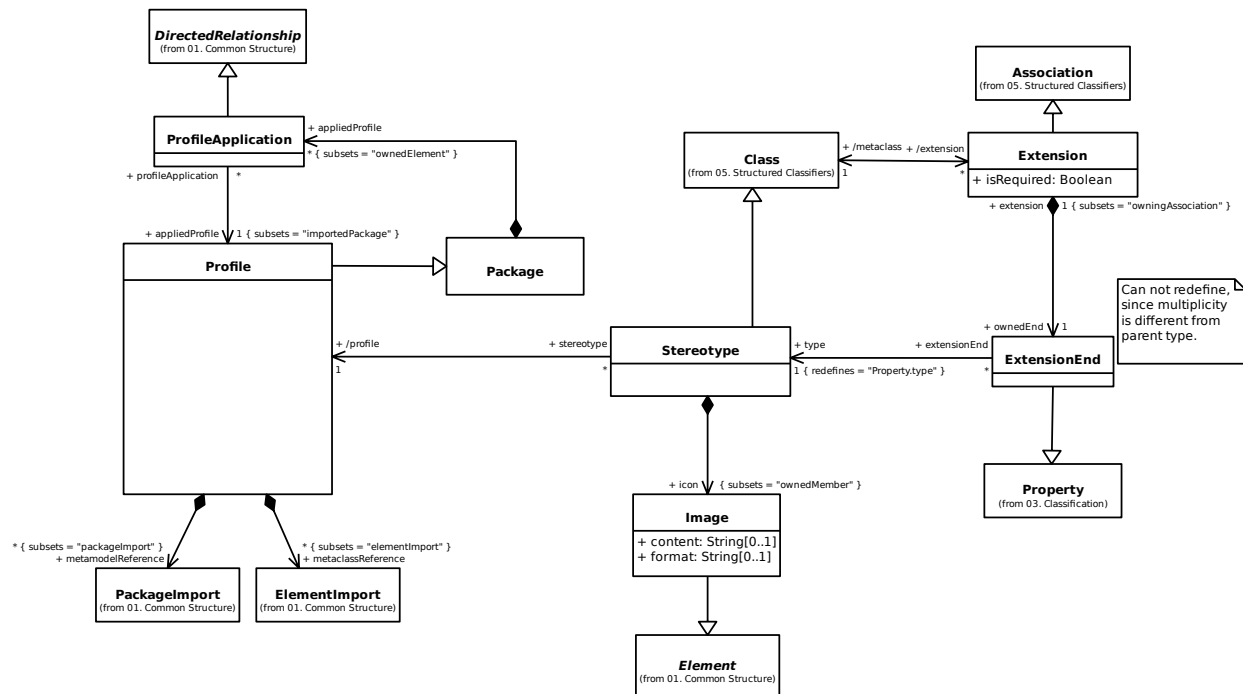 DirectedRelationship
(from 01. Common Structure)
Association
(from 05. Structured Classifiers)
ProfileApplication
+ appliedProfile
* { subsets = "ownedElement" }
+ profileApplication
*
Class
(from 05. Structured Classifiers)
+ /metaclass
1
+ /extension
*
Extension
+ isRequired: Boolean
+ extension
1 { subsets = "owningAssociation" }
+ appliedProfile
1 { subsets = "importedPackage" }
Profile
Package
Can not redefine,
since multiplicity
is different from
parent type.
+ ownedEnd
1
+ /profile
1
+ stereotype
*
Stereotype
+ type
1 { redefines = "Property.type" }
+ extensionEnd
*
ExtensionEnd
Property
(from 03. Classification)
+ icon
{ subsets = "ownedMember" }
Image
+ content: String[0..1]
+ format: String[0..1]
* { subsets = "packageImport" }
+ metamodelReference
* { subsets = "elementImport" }
+ metaclassReference
PackageImport
(from 01. Common Structure)
ElementImport
(from 01. Common Structure)
Element
(from 01. Common Structure)